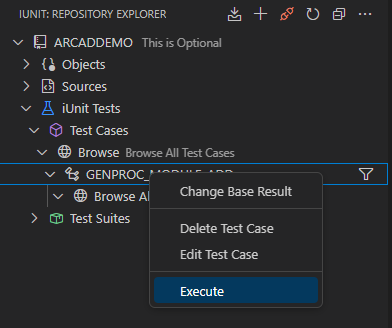 IUNIT: REPOSITORY EXPLORER
ARCADDEMO This is Optional
Objects
Sources
iUnit Tests
Test Cases
Browse Browse All Test Cases
GENPROC_MODULE_ADD
Browse Al
Test Suites
Change Base Result
Delete Test Case
Edit Test Case
Execute